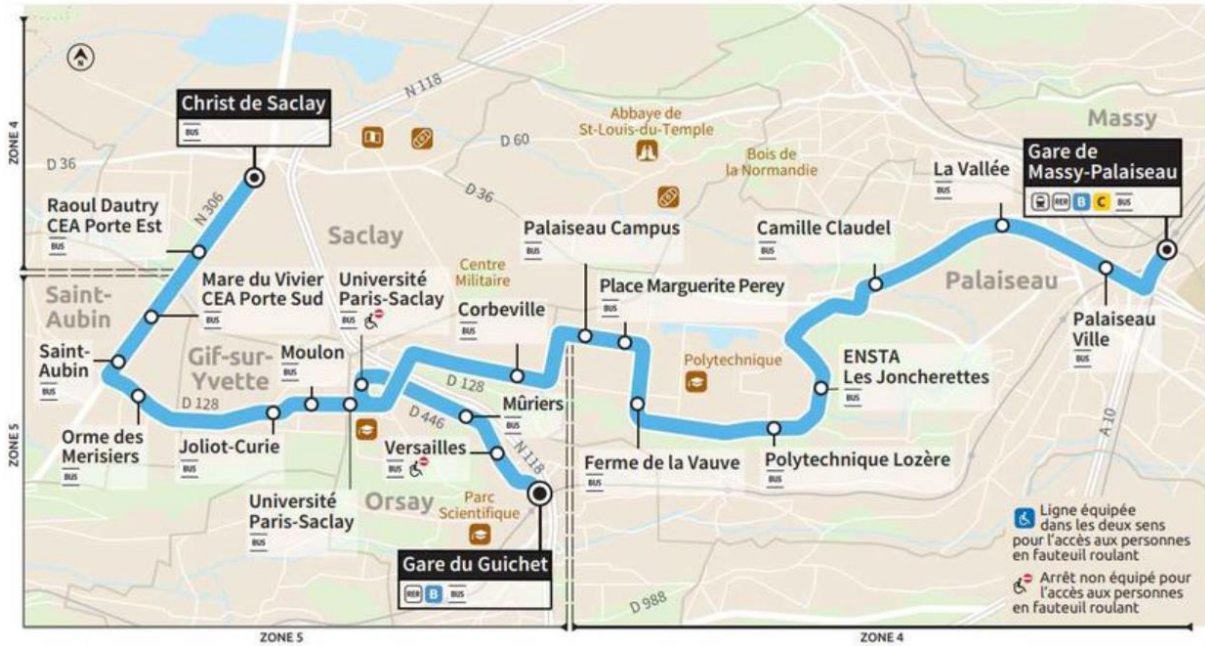 ZONE 4
N 118
Christ de Saclay
BUS
Abbaye de
St-Louis-du-Temple
D 60
Massy
D 36
Bois de
la Normandie
La Vallée
BUS
Gare de
Massy-Palaiseau
RER B C BUS
D 36
N 306
Raoul Dautry
CEA Porte Est
BUS
Saclay
Palaiseau Campus
BUS
Camille Claudel
BUS
Centre
Militaire
Mare du Vivier
CEA Porte Sud
BUS
Université
Paris-Saclay
BUS
Place Marguerite Perey
BUS
Palaiseau
Saint-
Aubin
Corbeville
BUS
Palaiseau
Ville
BUS
Saint-
Aubin
BUS
Gif-sur-
Yvette
Moulon
BUS
Polytechnique
ENSTA
Les Joncherettes
BUS
D 128
D 128
D 446
Mûriers
BUS
A 10
Orme des
Merisiers
BUS
Joliot-Curie
BUS
Versailles
BUS
N 118
Ferme de la Vauve
BUS
Polytechnique Lozère
BUS
Université
Paris-Saclay
BUS
Orsay
Parc
Scientifique
Gare du Guichet
RER B BUS
D 988
Ligne équipée
dans les deux sens
pour l'accès aux personnes
en fauteuil roulant
Arrêt non équipé pour
l'accès aux personnes
en fauteuil roulant
ZONE 5
ZONE 5
ZONE 4
N